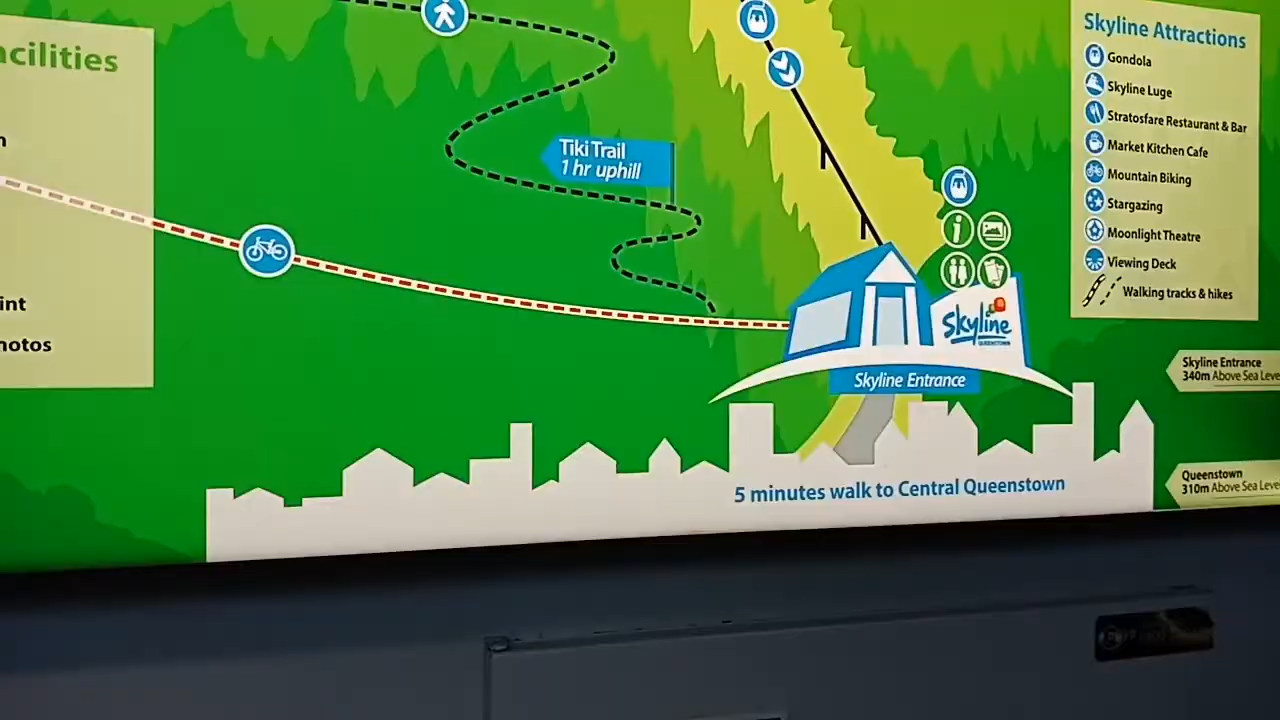 acilities
n
int
hotos
Tiki Trail
1 hr uphill
Skyline
QUEENSTOWN
Skyline Entrance
5 minutes walk to Central Queenstown
Skyline Attractions
Gondola
Skyline Luge
Stratosfare Restaurant & Bar
Market Kitchen Cafe
Mountain Biking
Stargazing
Moonlight Theatre
Viewing Deck
Walking tracks & hikes
Skyline Entrance
340m Above Sea Leve
Queenstown
310m Above Sea Leve